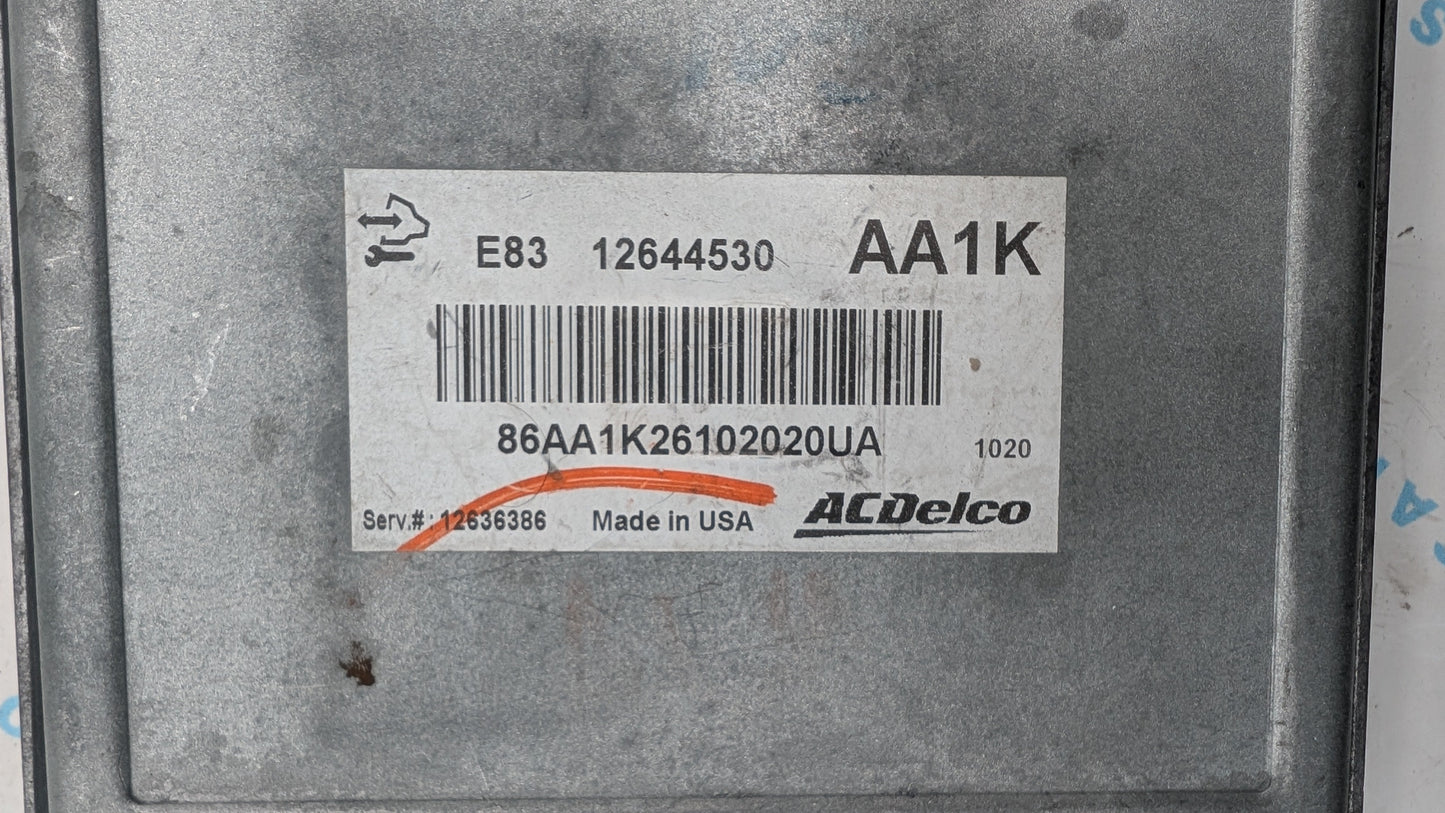 E83 12644530 AA1K
86AA1K26102020UA 1020
Serv.#: 12636386 Made in USA ACDelco